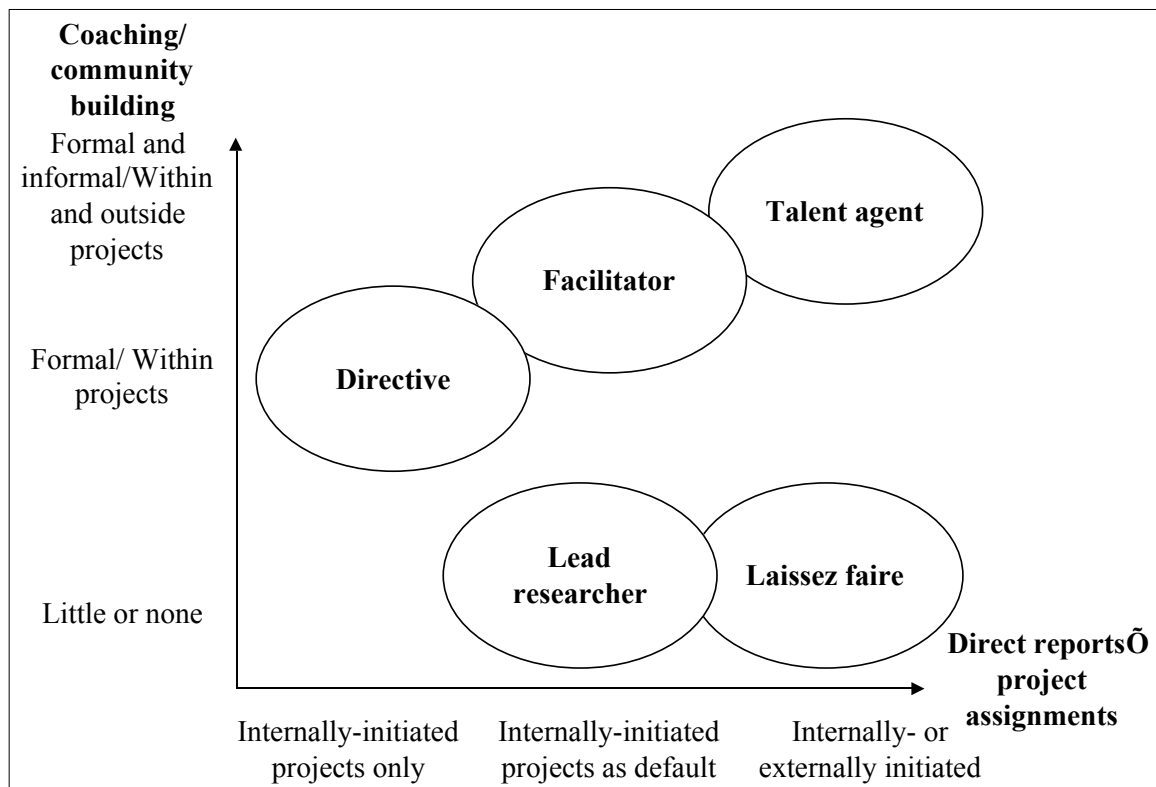 Coaching/
community
building
Formal and
informal/Within
and outside
projects
Talent agent
Facilitator
Formal/ Within
projects
Directive
Lead
researcher
Laissez faire
Little or none
Direct reportsÕ
project
assignments
Internally-initiated
projects only
Internally-initiated
projects as default
Internally- or
externally initiated